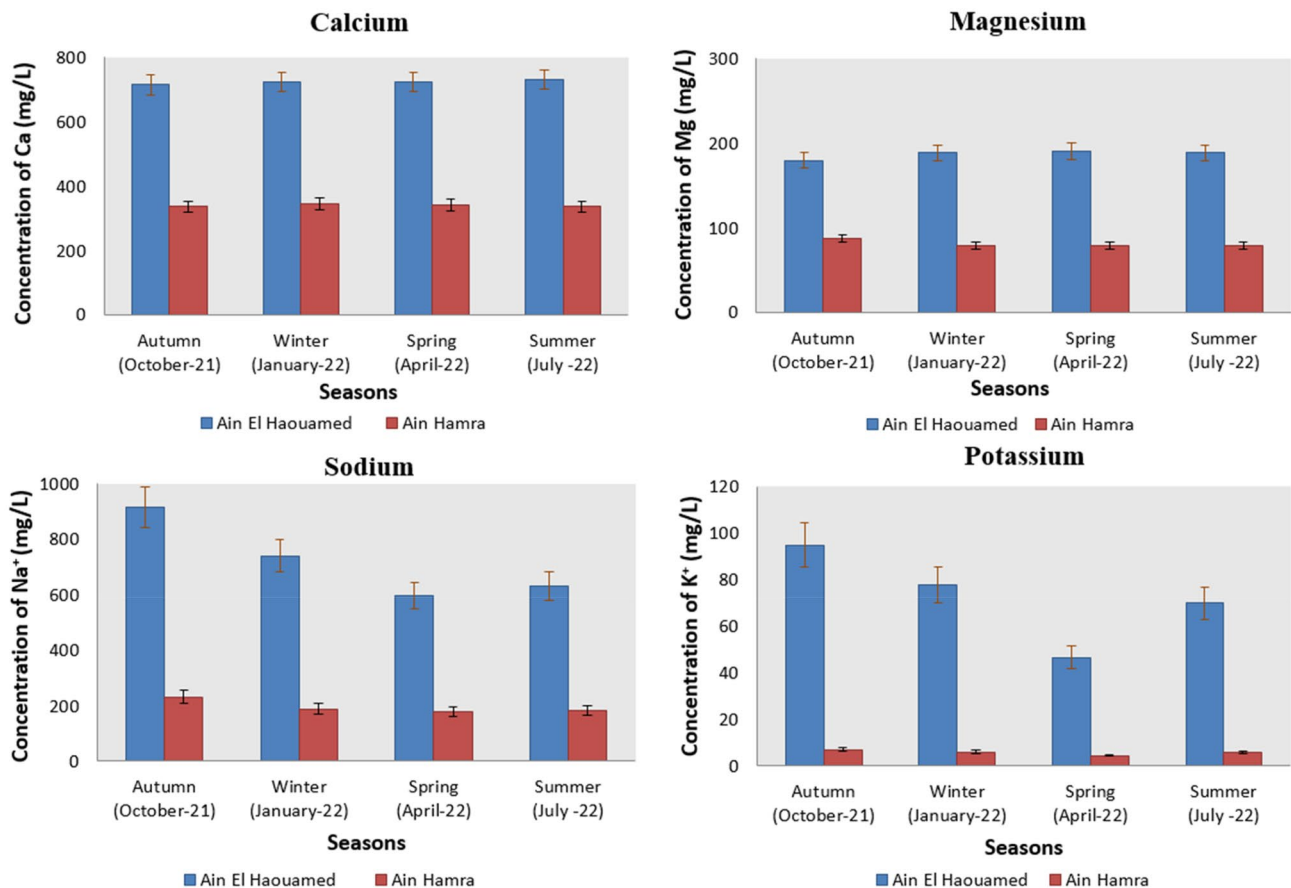 Calcium
Concentration of Ca (mg/L)
800
600
400
200
0
Autumn Winter Spring Summer
(October-21) (January-22) (April-22) (July -22)
Seasons
Ain El Haouamed Ain Hamra
Magnesium
Concentration of Mg (mg/L)
300
200
100
0
Autumn Winter Spring Summer
(October-21) (January-22) (April-22) (July -22)
Seasons
Ain El Haouamed Ain Hamra
Sodium
Concentration of Na⁺ (mg/L)
1000
800
600
400
200
0
Autumn Winter Spring Summer
(October-21) (January-22) (April-22) (July -22)
Seasons
Ain El Haouamed Ain Hamra
Potassium
Concentration of K⁺ (mg/L)
120
100
80
60
40
20
0
Autumn Winter Spring Summer
(October-21) (January-22) (April-22) (July -22)
Seasons
Ain El Haouamed Ain Hamra